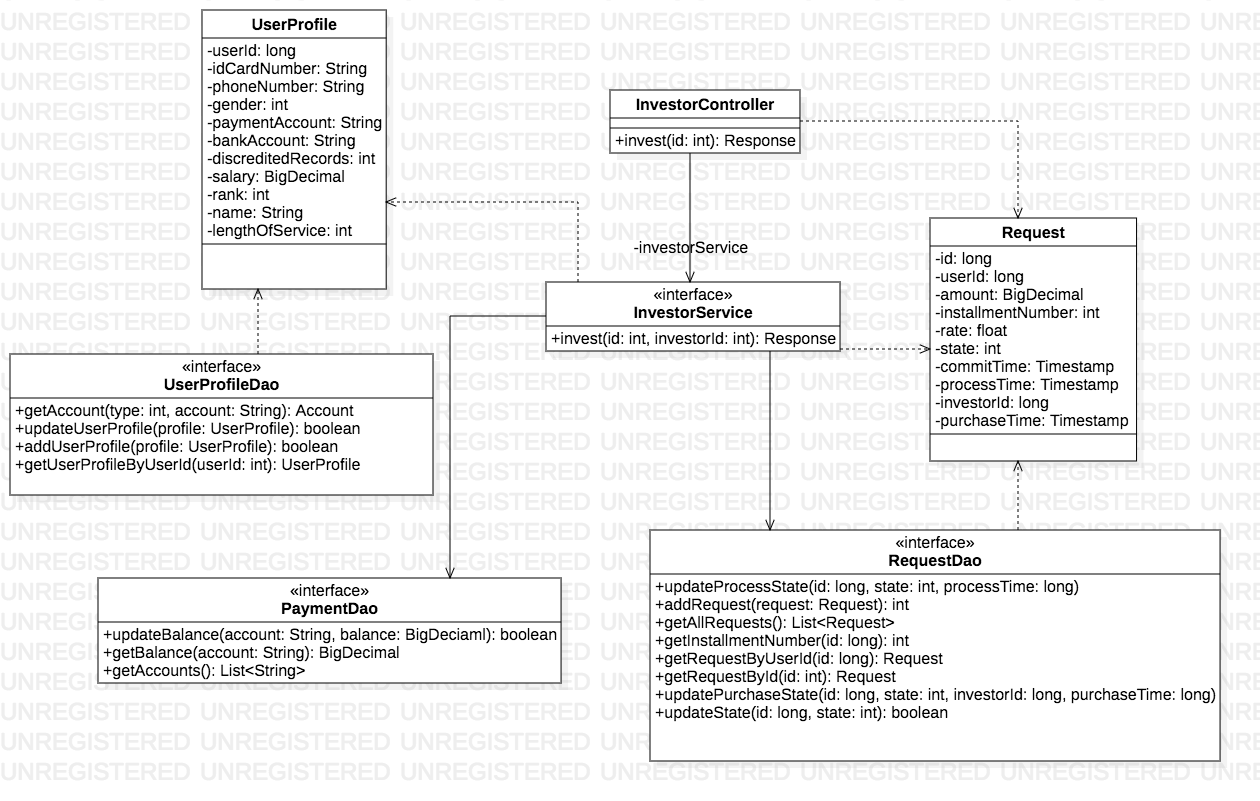 UserProfile
-userId: long
-idCardNumber: String
-phoneNumber: String
-gender: int
-paymentAccount: String
-bankAccount: String
-discreditedRecords: int
-salary: BigDecimal
-rank: int
-name: String
-lengthOfService: int
InvestorController
+invest(id: int): Response
-investorService
«interface»
InvestorService
+invest(id: int, investorId: int): Response
Request
-id: long
-userId: long
-amount: BigDecimal
-installmentNumber: int
-rate: float
-state: int
-commitTime: Timestamp
-processTime: Timestamp
-investorId: long
-purchaseTime: Timestamp
«interface»
UserProfileDao
+getAccount(type: int, account: String): Account
+updateUserProfile(profile: UserProfile): boolean
+addUserProfile(profile: UserProfile): boolean
+getUserProfileByUserId(userId: int): UserProfile
«interface»
PaymentDao
+updateBalance(account: String, balance: BigDeciaml): boolean
+getBalance(account: String): BigDecimal
+getAccounts(): List<String>
«interface»
RequestDao
+updateProcessState(id: long, state: int, processTime: long)
+addRequest(request: Request): int
+getAllRequests(): List<Request>
+getInstallmentNumber(id: long): int
+getRequestByUserId(id: long): Request
+getRequestById(id: int): Request
+updatePurchaseState(id: long, state: int, investorId: long, purchaseTime: long)
+updateState(id: long, state: int): boolean
UNREGISTERED